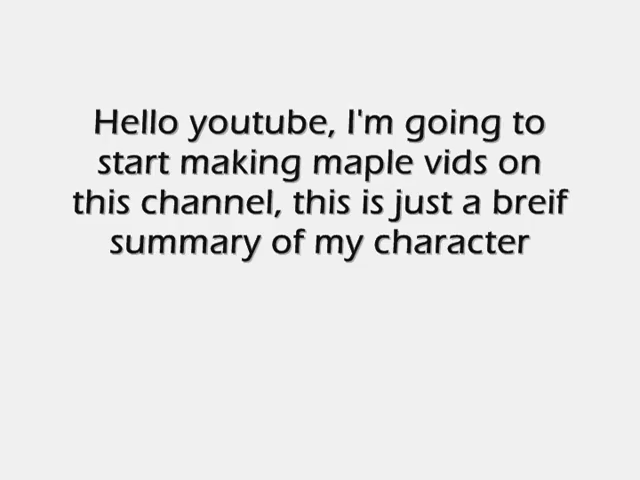 Hello youtube, I'm going to
start making maple vids on
this channel, this is just a breif
summary of my character